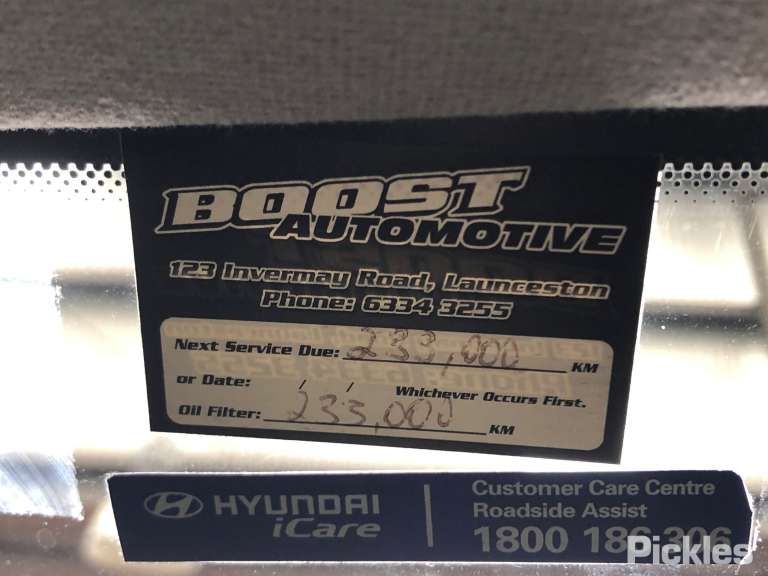 BOOST
AUTOMOTIVE
123 Invermay Road, Launceston
Phone: 6334 3255
Next Service Due: 233,000 KM
or Date: / / Whichever Occurs First.
Oil Filter: 233,000 KM
HYUNDAI
iCare
Customer Care Centre
Roadside Assist
1800 186 306
Pickles